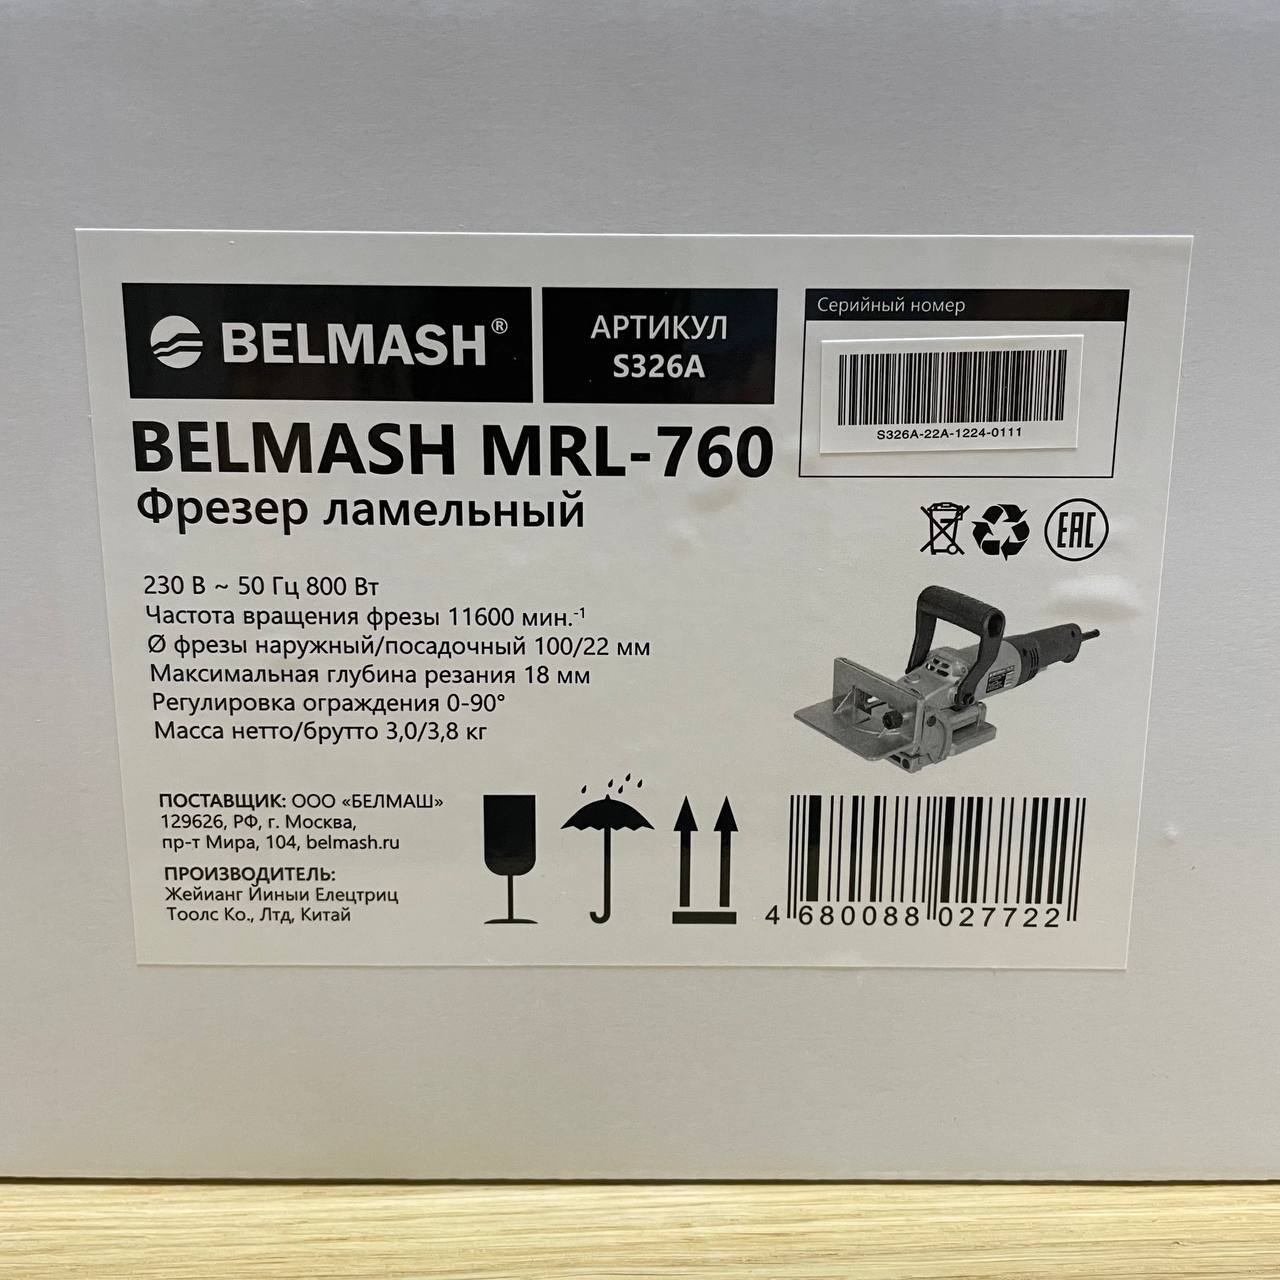 BELMASH®
АРТИКУЛ
S326A
Серийный номер
S326A-22A-1224-0111
BELMASH MRL-760
Фрезер ламельный
EAC
230 В ~ 50 Гц 800 Вт
Частота вращения фрезы 11600 мин.⁻¹
Ø фрезы наружный/посадочный 100/22 мм
Максимальная глубина резания 18 мм
Регулировка ограждения 0-90°
Масса нетто/брутто 3,0/3,8 кг
ПОСТАВЩИК: ООО «БЕЛМАШ»
129626, РФ, г. Москва,
пр-т Мира, 104, belmash.ru
ПРОИЗВОДИТЕЛЬ:
Жейианг Йиныи Елецтриц
Тоолс Ко., Лтд, Китай
4 680088 027722